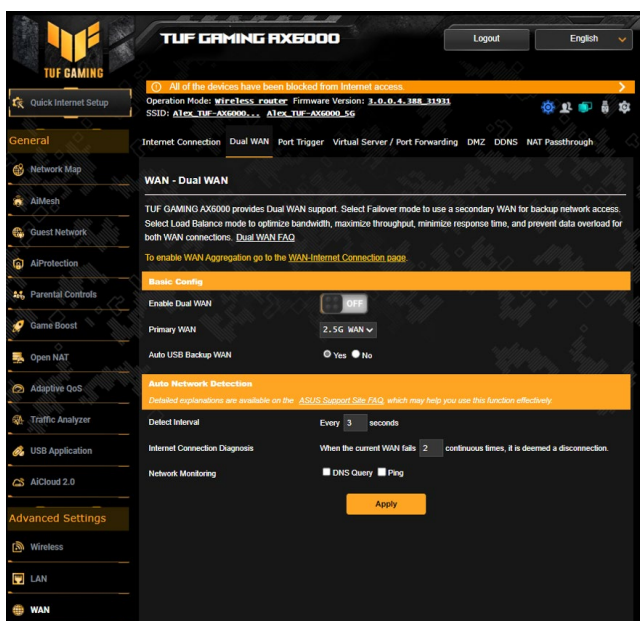 TUF GAMING
TUF GAMING AX6000
Logout
English
All of the devices have been blocked from Internet access.
Quick Internet Setup
Operation Mode: Wireless router Firmware Version: 3.0.0.4.388_31931
SSID: Alex_TUF-AX6000... Alex_TUF-AX6000_5G
General
Network Map
AiMesh
Guest Network
AiProtection
Parental Controls
Game Boost
Open NAT
Adaptive QoS
Traffic Analyzer
USB Application
AiCloud 2.0
Advanced Settings
Wireless
LAN
WAN
Internet Connection Dual WAN Port Trigger Virtual Server / Port Forwarding DMZ DDNS NAT Passthrough
WAN - Dual WAN
TUF GAMING AX6000 provides Dual WAN support. Select Failover mode to use a secondary WAN for backup network access.
Select Load Balance mode to optimize bandwidth, maximize throughput, minimize response time, and prevent data overload for
both WAN connections. Dual WAN FAQ
To enable WAN Aggregation go to the WAN-Internet Connection page.
Basic Config
Enable Dual WAN OFF
Primary WAN 2.5G WAN
Auto USB Backup WAN Yes No
Auto Network Detection
Detailed explanations are available on the ASUS Support Site FAQ, which may help you use this function effectively.
Detect Interval Every 3 seconds
Internet Connection Diagnosis When the current WAN fails 2 continuous times, it is deemed a disconnection.
Network Monitoring DNS Query Ping
Apply